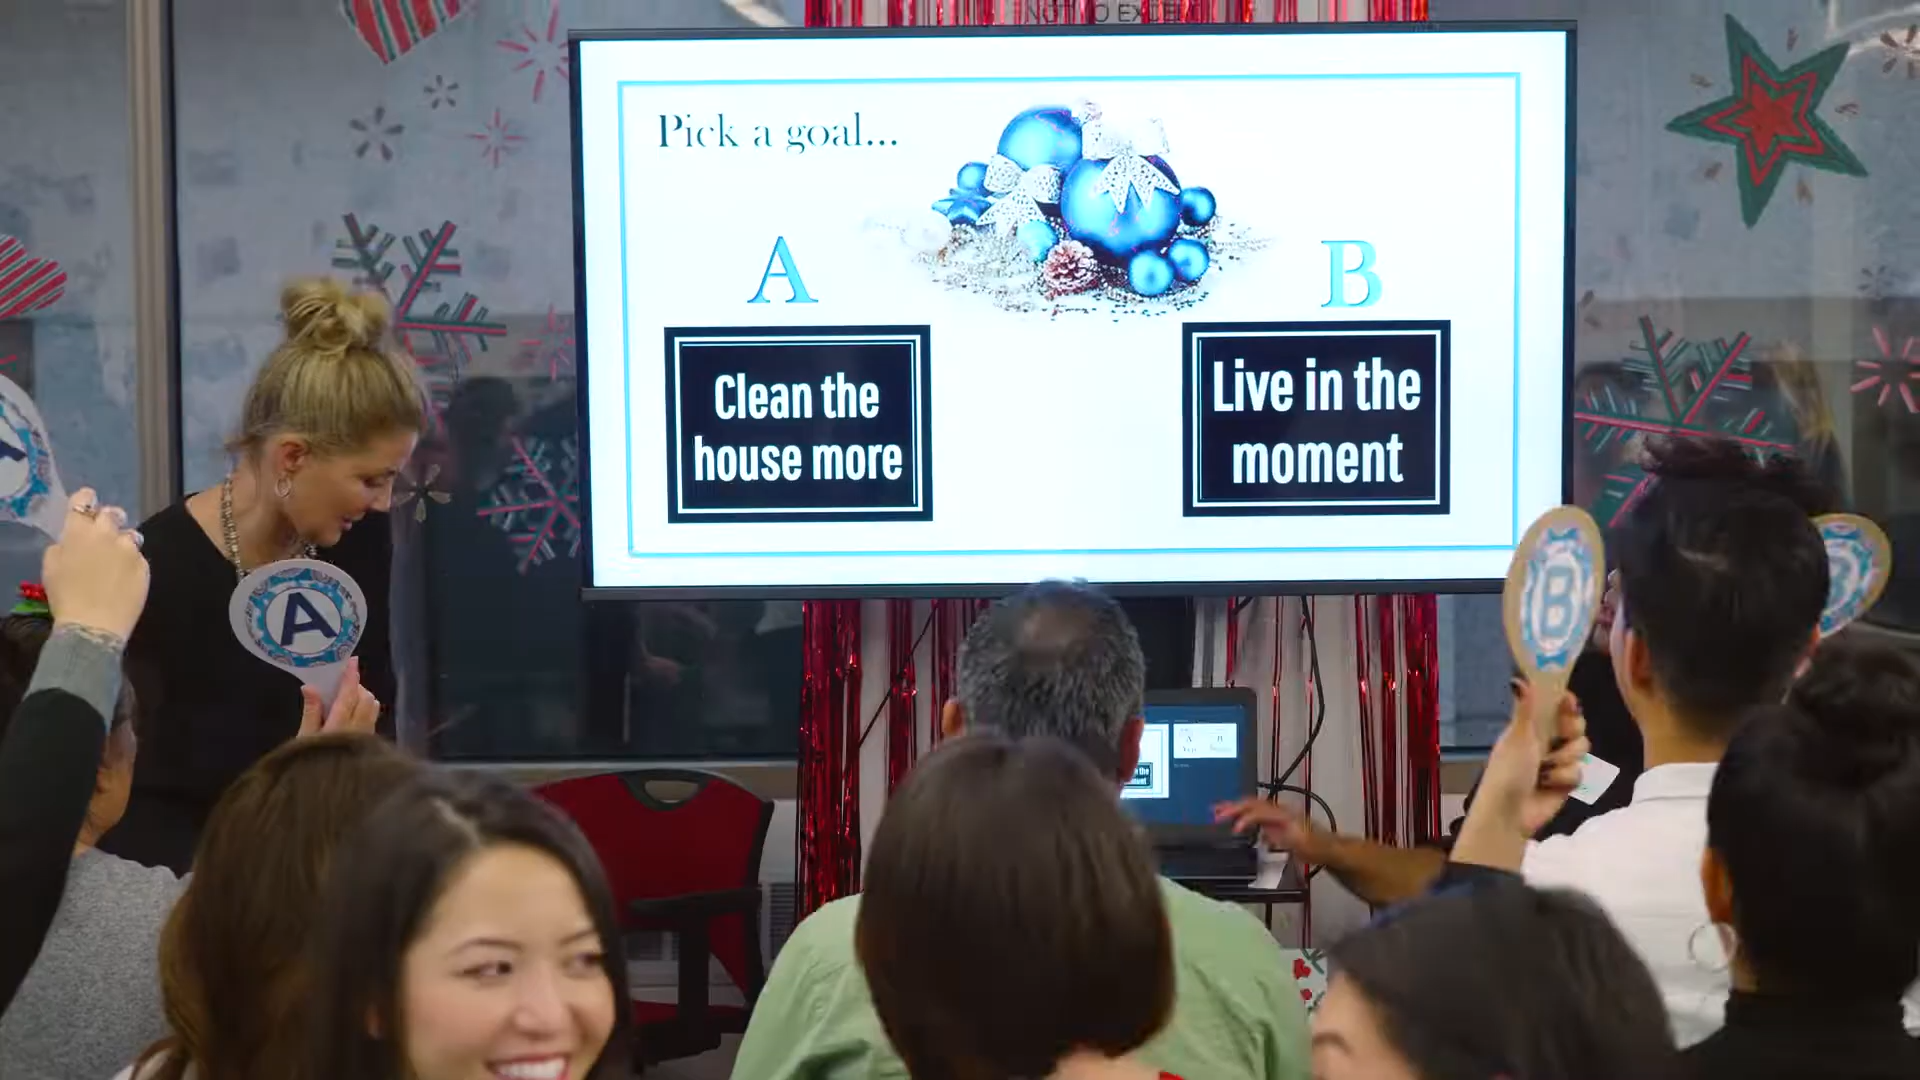 Pick a goal...
A
B
Clean the
house more
Live in the
moment
A
A
B
B